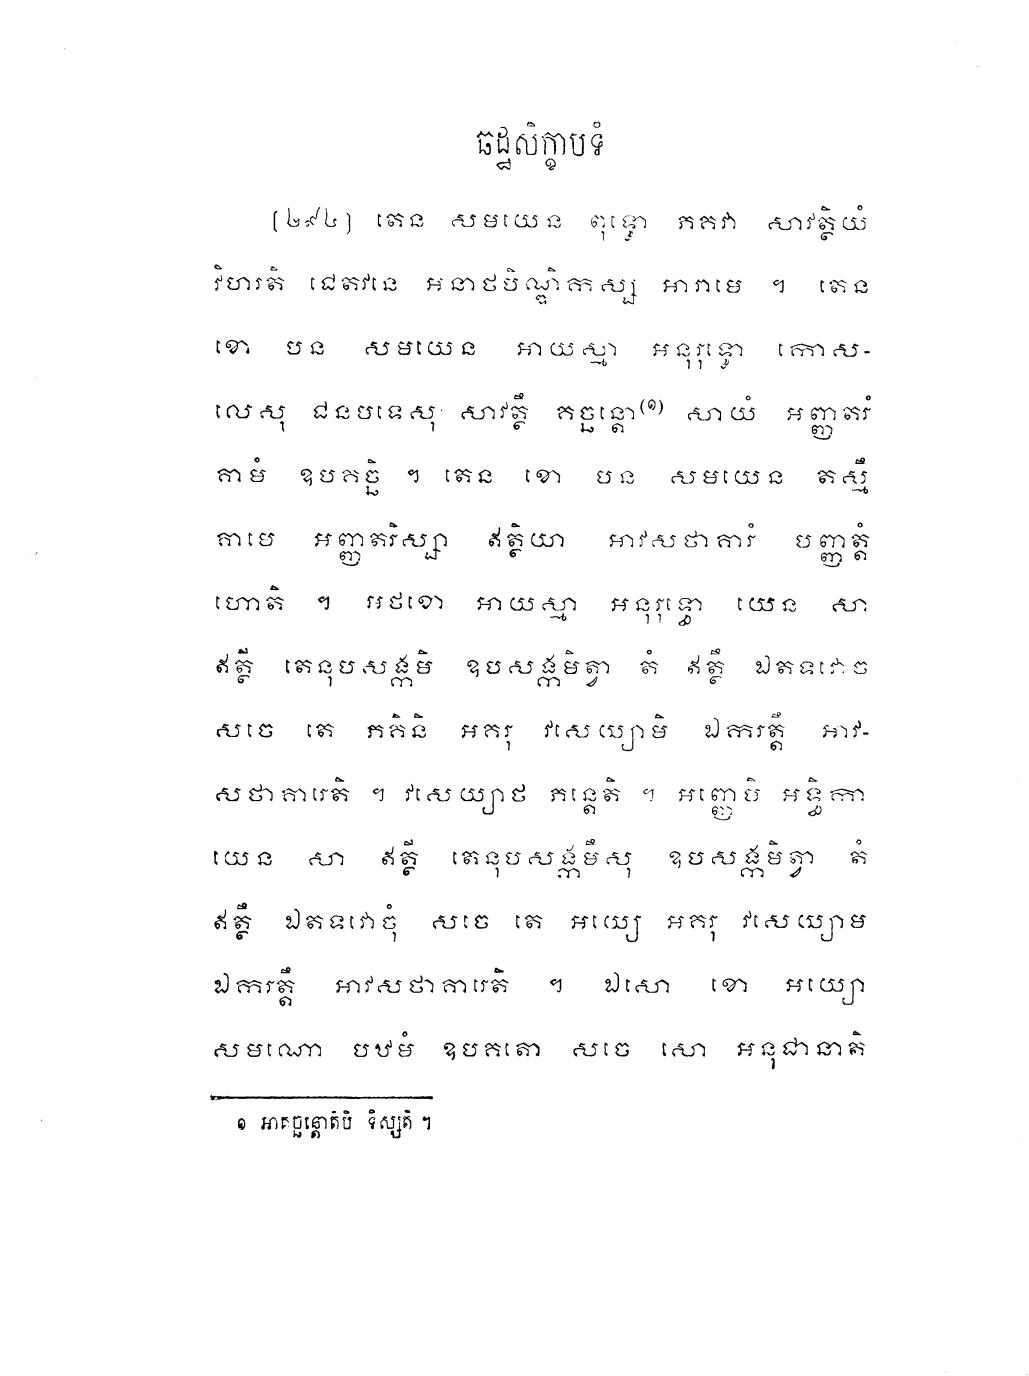 ឆដ្ឋសិក្ខាបទំ
(២៩៤) តេន សមយេន ពុទ្ធោ ភគវា សាវត្ថិយំ
វិហរតិ ជេតវនេ អនាថបិណ្ឌិកស្ស អារាមេ ។ តេន
ខោ បន សមយេន អាយស្មា អនុរុទ្ធោ កោស-
លេសុ ជនបទេសុ សាវត្ថឹ គច្ឆន្តោ(១) សាយំ អញ្ញតរំ
គាមំ ឧបគច្ឆិ ។ តេន ខោ បន សមយេន តស្មឹ
គាមេ អញ្ញតរិស្សា ឥត្ថិយា អាវសថាគារំ បញ្ញត្តំ
ហោតិ ។ អថខោ អាយស្មា អនុរុទ្ធោ យេន សា
ឥត្ថី តេនុបសង្កមិ ឧបសង្កមិត្វា តំ ឥត្ថឹ ឯតទវោច
សចេ តេ ភគិនិ អគរុ វសេយ្យាមិ ឯករត្តឹ អាវ-
សថាគារេតិ ។ វសេយ្យាថ ភន្តេតិ ។ អញ្ញេបិ អទ្ធិកា
យេន សា ឥត្ថី តេនុបសង្កមឹសុ ឧបសង្កមិត្វា តំ
ឥត្ថឹ ឯតទវោចុំ សចេ តេ អយ្យេ អគរុ វសេយ្យាម
ឯករត្តឹ អាវសថាគារេតិ ។ ឯសោ ខោ អយ្យោ
សមណោ បឋមំ ឧបគតោ សចេ សោ អនុជានាតិ
១ អាគច្ឆន្តោតិបិ ទិស្សតិ ។